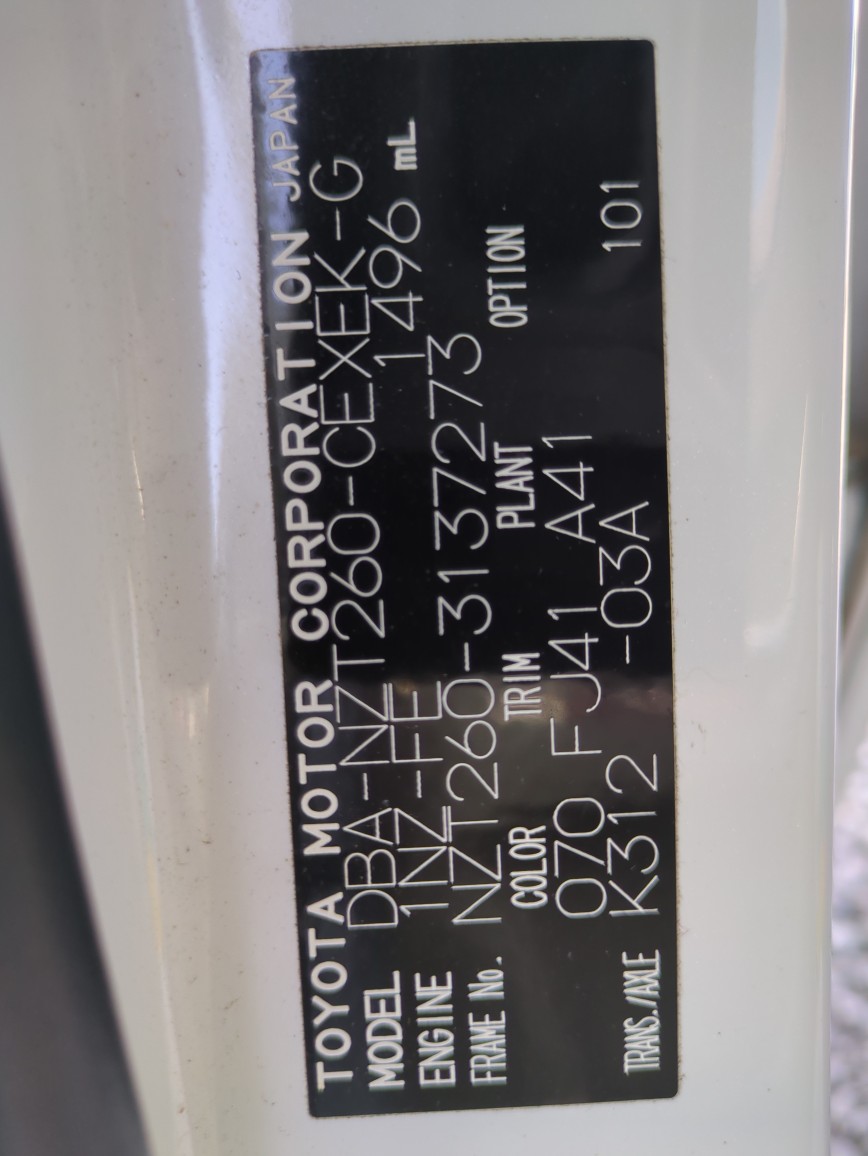 TOYOTA MOTOR CORPORATION JAPAN
MODEL DBA-NZT260-CEXEK-G
ENGINE 1NZ-FE 1496 mL
FRAME No. NZT260-3137273
COLOR TRIM PLANT OPTION
070 FJ41 A41
TRANS./AXLE K312 -03A 101